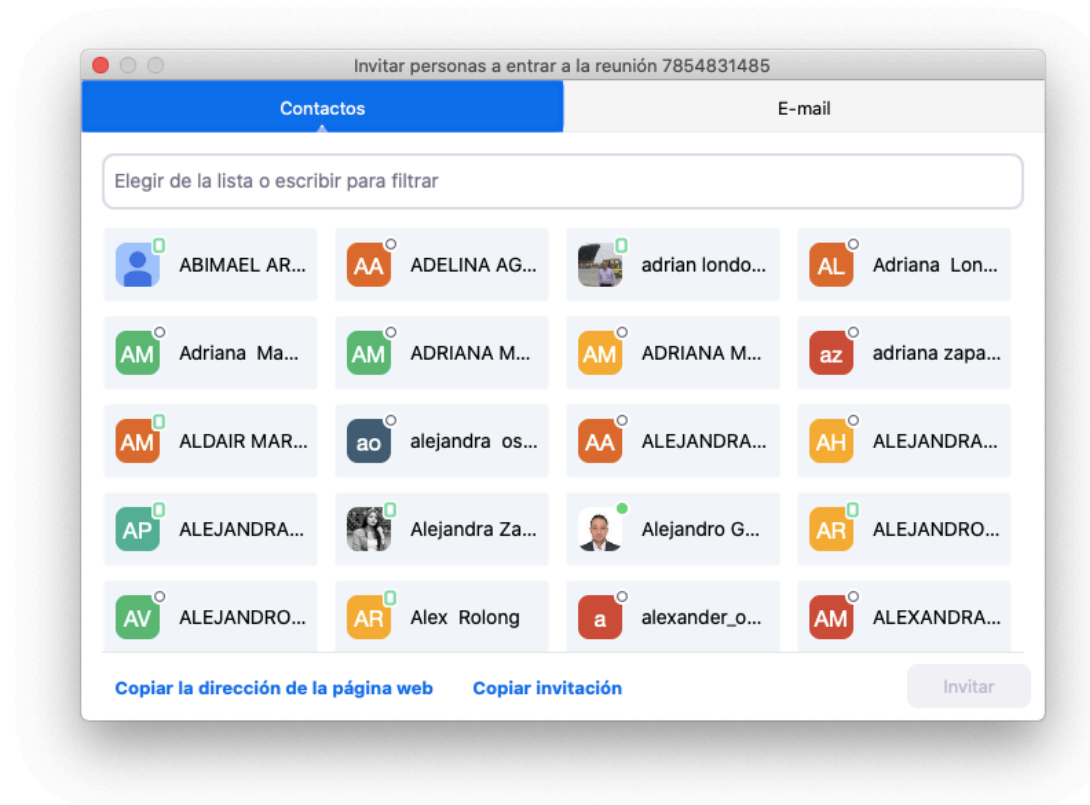 Invitar personas a entrar a la reunión 7854831485
Contactos E-mail
Elegir de la lista o escribir para filtrar
ABIMAEL AR... AA ADELINA AG... adrian londo... AL Adriana Lon...
AM Adriana Ma... AM ADRIANA M... AM ADRIANA M... az adriana zapa...
AM ALDAIR MAR... ao alejandra os... AA ALEJANDRA... AH ALEJANDRA...
AP ALEJANDRA... Alejandra Za... Alejandro G... AR ALEJANDRO...
AV ALEJANDRO... AR Alex Rolong a alexander_o... AM ALEXANDRA...
Copiar la dirección de la página web Copiar invitación Invitar